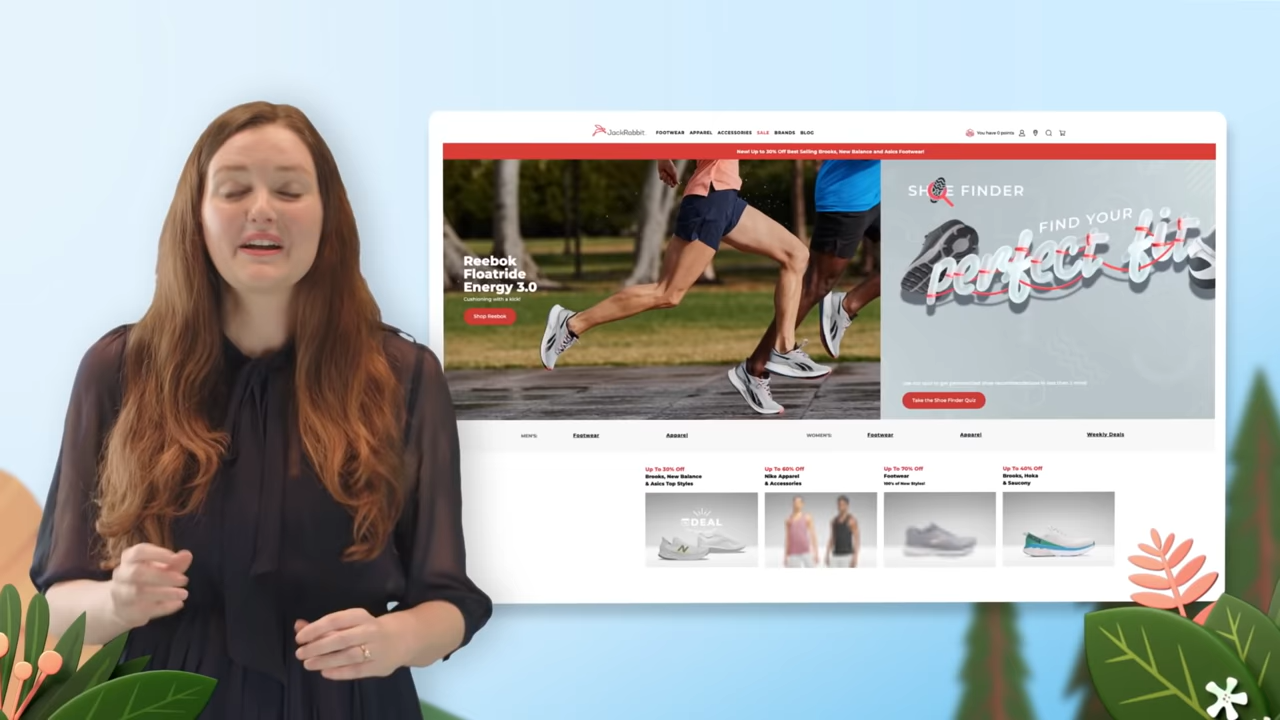 JackRabbit
FOOTWEAR APPAREL ACCESSORIES SALE BRANDS BLOG
You have 0 points
New! Up to 30% Off Best Selling Brooks, New Balance and Asics Footwear!
Reebok
Floatride
Energy 3.0
Cushioning with a kick!
Shop Reebok
SHOE FINDER
FIND YOUR
perfect fit
Take the Shoe Finder Quiz
MEN'S:
Footwear
Apparel
WOMEN'S:
Footwear
Apparel
Weekly Deals
Up To 30% Off
Brooks, New Balance
& Asics Top Styles
DEAL
Up To 60% Off
Nike Apparel
& Accessories
Up To 70% Off
Footwear
100's of New Styles!
Up To 40% Off
Brooks, Hoka
& Saucony